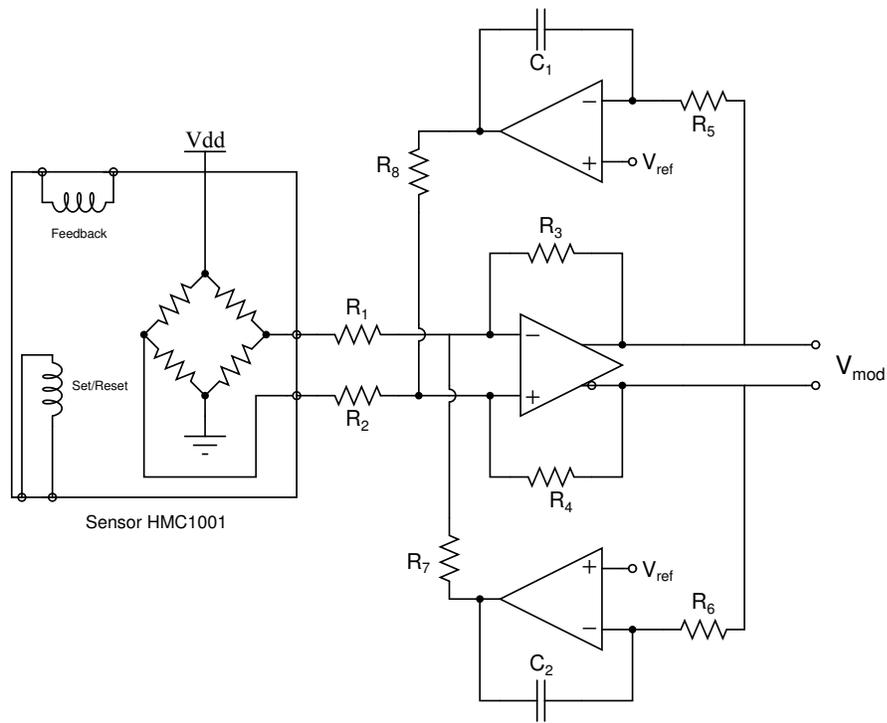 C1
R5
Vref
Vdd
R8
Feedback
R3
R1
Set/Reset
Vmod
R2
R4
Sensor HMC1001
R7
Vref
R6
C2